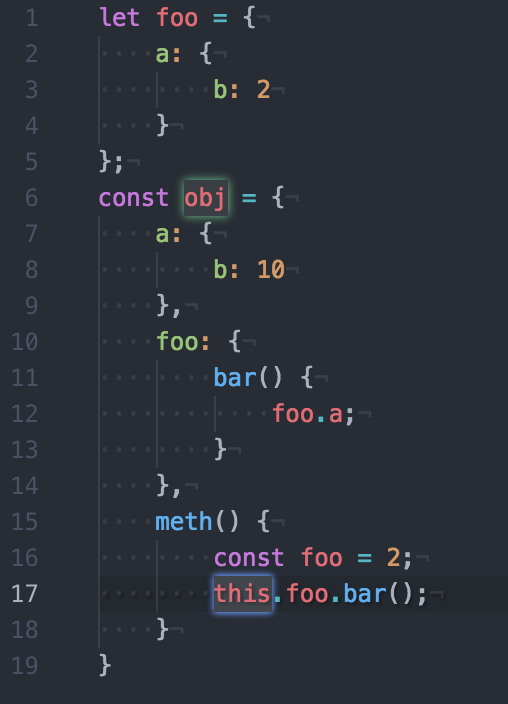 1 let foo = {¬
2 ····a: {¬
3 ········b: 2¬
4 ····}¬
5 };¬
6 const obj = {¬
7 ····a: {¬
8 ········b: 10¬
9 ····},¬
10 ····foo: {¬
11 ········bar() {¬
12 ············foo.a;¬
13 ········}¬
14 ····},¬
15 ····meth() {¬
16 ········const foo = 2;¬
17 ········this.foo.bar();¬
18 ····}¬
19 }